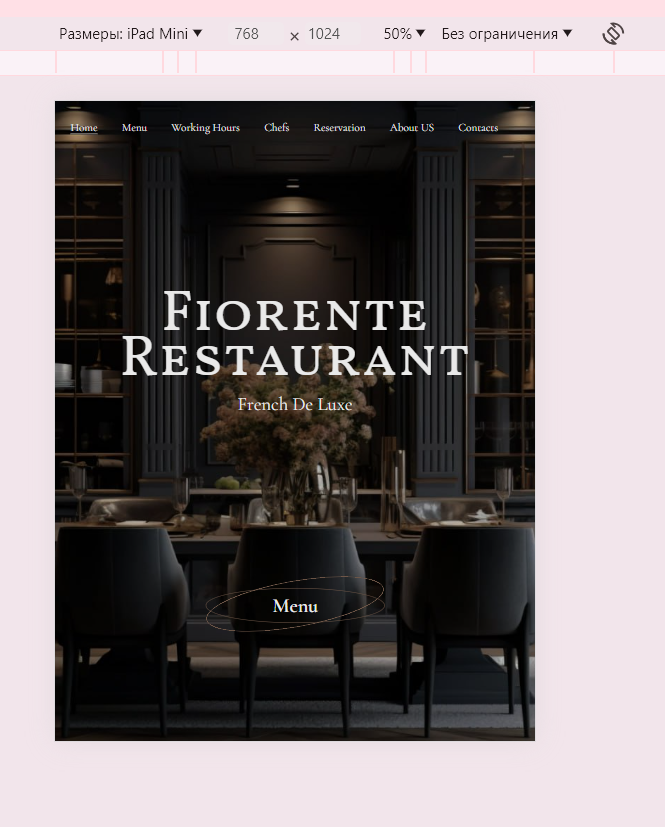 Размеры: iPad Mini ▼ 768 × 1024 50% ▼ Без ограничения ▼
Home Menu Working Hours Chefs Reservation About US Contacts
Fiorente
Restaurant
French De Luxe
Menu